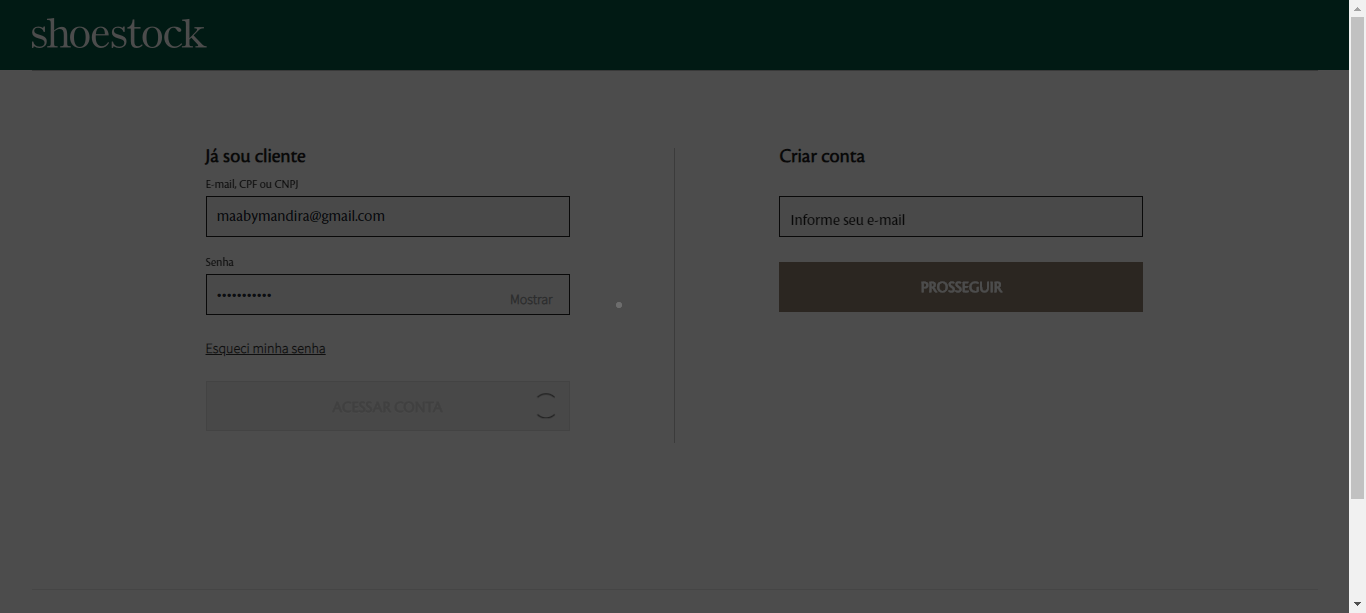 shoestock
Já sou cliente
E-mail, CPF ou CNPJ
maabymandira@gmail.com
Senha
•••••••••••
Mostrar
Esqueci minha senha
ACESSAR CONTA
Criar conta
Informe seu e-mail
PROSSEGUIR